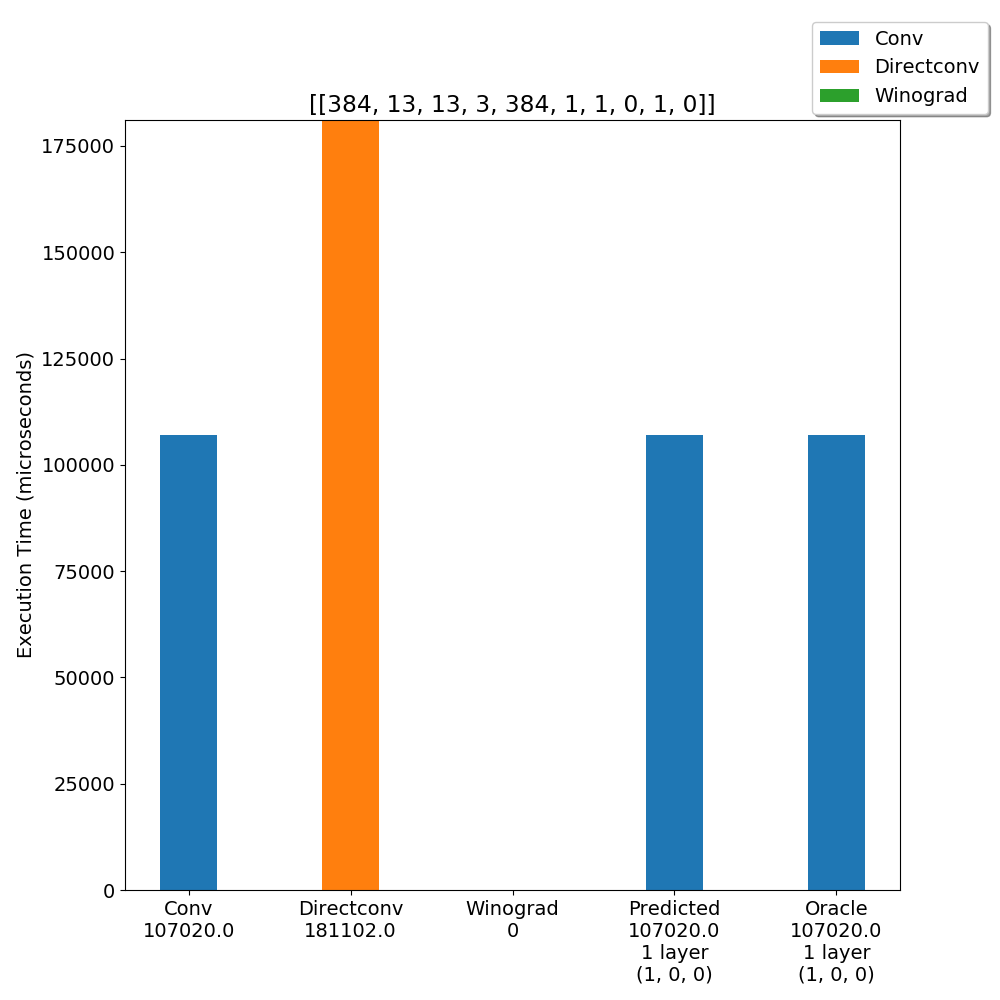 Conv
Directconv
Winograd
[[384, 13, 13, 3, 384, 1, 1, 0, 1, 0]]
Execution Time (microseconds)
175000
150000
125000
100000
75000
50000
25000
0
Conv
107020.0
Directconv
181102.0
Winograd
0
Predicted
107020.0
1 layer
(1, 0, 0)
Oracle
107020.0
1 layer
(1, 0, 0)